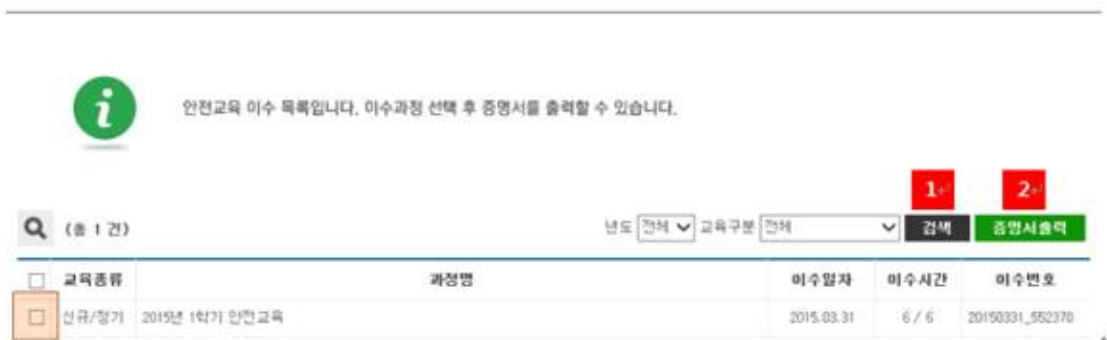 안전교육 이수 목록입니다. 이수과정 선택 후 증명서를 출력할 수 있습니다.
1 2
(총 1 건) 년도 전체 교육구분 전체 검색 증명서출력
교육종류 과정명 이수일자 이수시간 이수번호
신규/정기 2015년 1학기 안전교육 2015.03.31 6 / 6 20150331_552370